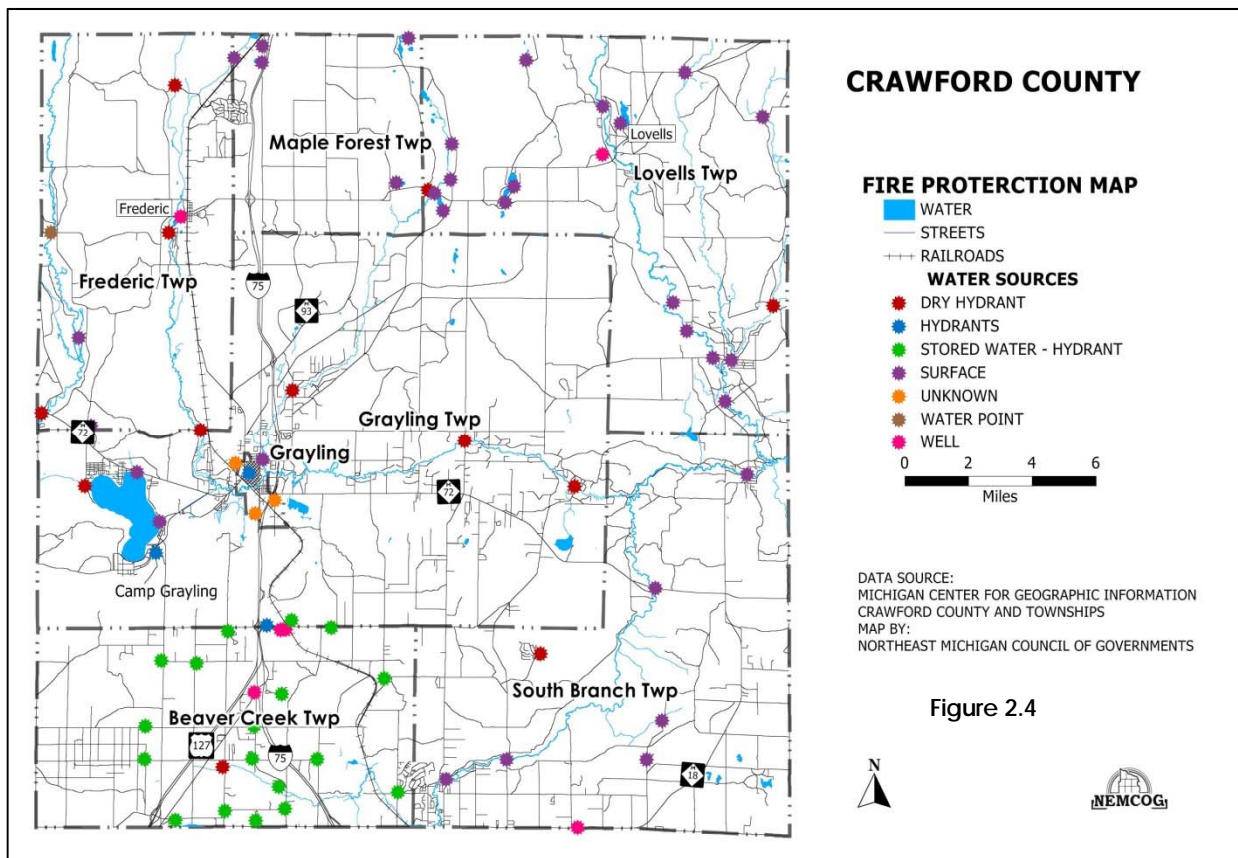 CRAWFORD COUNTY
Maple Forest Twp
Lovells
Lovells Twp
Frederic
Frederic Twp
75
M
93
M
72
Grayling Twp
Grayling
M
72
Camp Grayling
South Branch Twp
Beaver Creek Twp
127
75
M
18
FIRE PROTERCTION MAP
WATER
STREETS
RAILROADS
WATER SOURCES
DRY HYDRANT
HYDRANTS
STORED WATER - HYDRANT
SURFACE
UNKNOWN
WATER POINT
WELL
0 2 4 6
Miles
DATA SOURCE:
MICHIGAN CENTER FOR GEOGRAPHIC INFORMATION
CRAWFORD COUNTY AND TOWNSHIPS
MAP BY:
NORTHEAST MICHIGAN COUNCIL OF GOVERNMENTS
Figure 2.4
N
NEMCOG